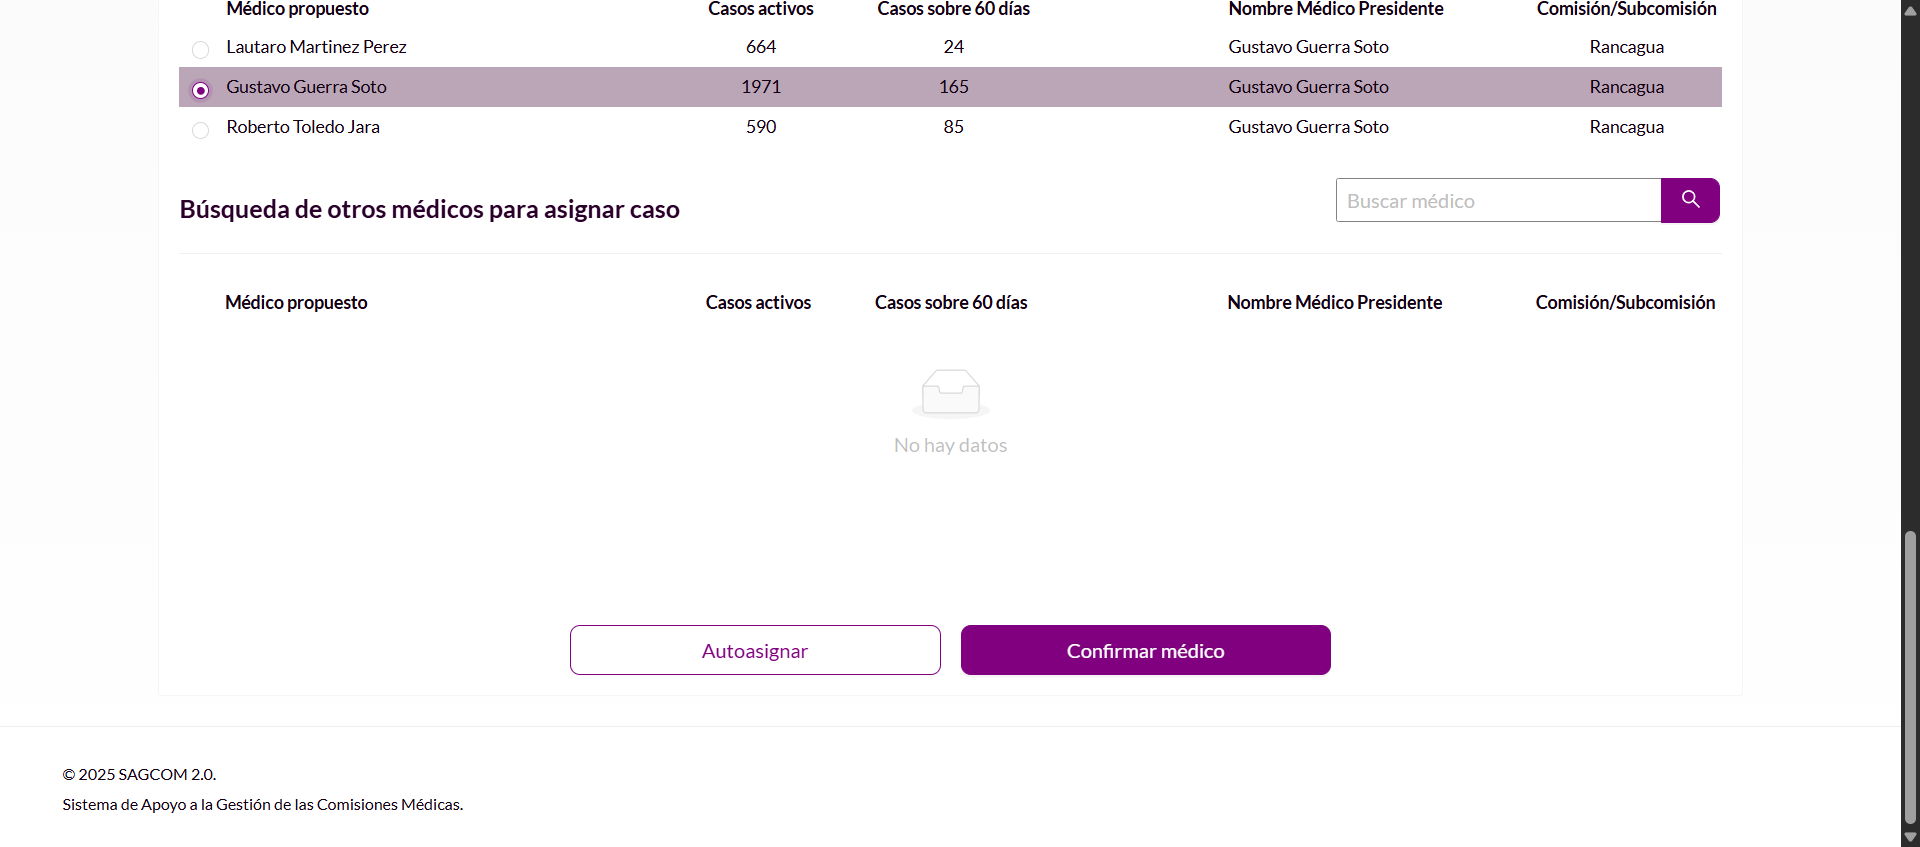 Médico propuesto Casos activos Casos sobre 60 días Nombre Médico Presidente Comisión/Subcomisión
Lautaro Martinez Perez 664 24 Gustavo Guerra Soto Rancagua
Gustavo Guerra Soto 1971 165 Gustavo Guerra Soto Rancagua
Roberto Toledo Jara 590 85 Gustavo Guerra Soto Rancagua
Búsqueda de otros médicos para asignar caso Buscar médico
Médico propuesto Casos activos Casos sobre 60 días Nombre Médico Presidente Comisión/Subcomisión
No hay datos
Autoasignar Confirmar médico
© 2025 SAGCOM 2.0.
Sistema de Apoyo a la Gestión de las Comisiones Médicas.